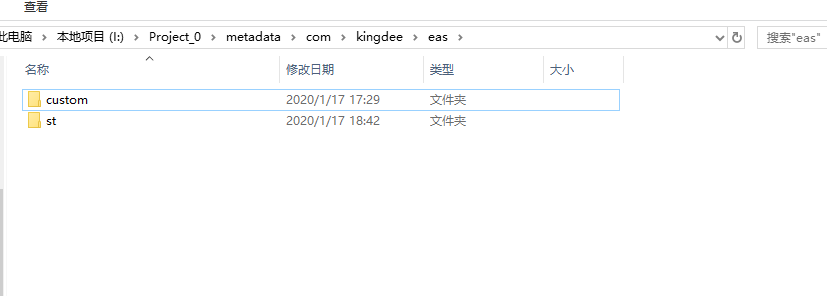 查看
此电脑 > 本地项目 (I:) > Project_0 > metadata > com > kingdee > eas >
搜索"eas"
名称 修改日期 类型 大小
custom 2020/1/17 17:29 文件夹
st 2020/1/17 18:42 文件夹